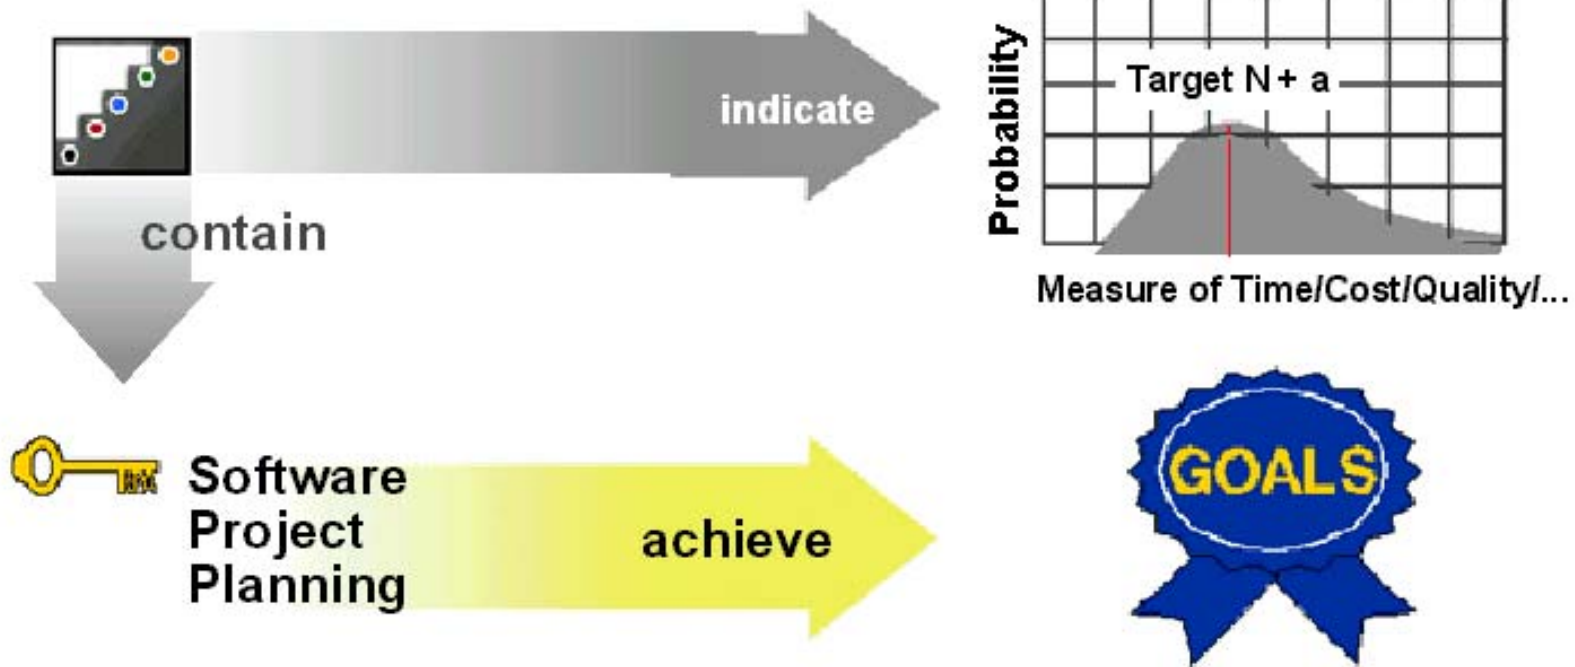 indicate
Probability
Target N + a
Measure of Time/Cost/Quality/...
contain
Software
Project
Planning
achieve
GOALS